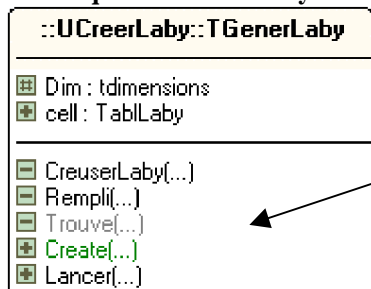 ::UCreerLaby::TGenerLaby
Dim : tdimensions
cell : TablLaby
CreuserLaby(...)
Rempli(...)
Trouve(...)
Create(...)
Lancer(...)